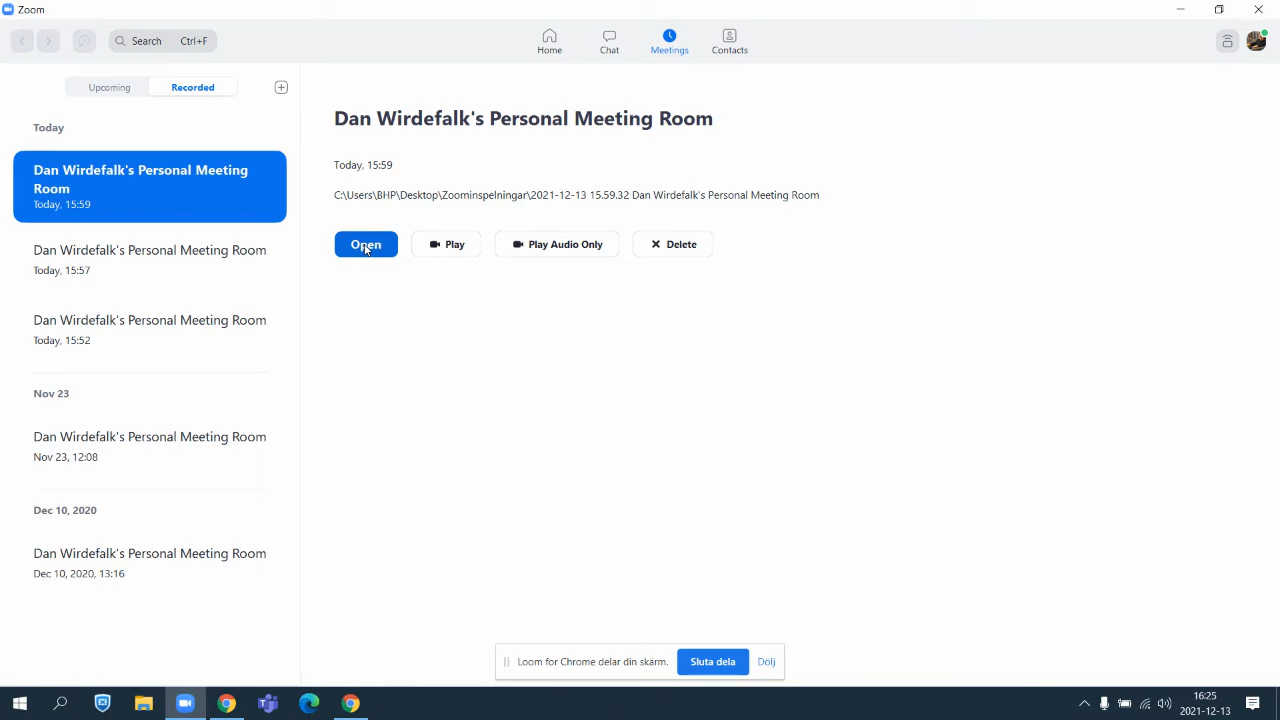 Zoom
Search Ctrl+F
Home
Chat
Meetings
Contacts
Upcoming
Recorded
Today
Dan Wirdefalk's Personal Meeting
Room
Today, 15:59
Dan Wirdefalk's Personal Meeting Room
Today, 15:57
Dan Wirdefalk's Personal Meeting Room
Today, 15:52
Nov 23
Dan Wirdefalk's Personal Meeting Room
Nov 23, 12:08
Dec 10, 2020
Dan Wirdefalk's Personal Meeting Room
Dec 10, 2020, 13:16
Dan Wirdefalk's Personal Meeting Room
Today, 15:59
C:\Users\BHP\Desktop\Zoominspelningar\2021-12-13 15.59.32 Dan Wirdefalk's Personal Meeting Room
Open
Play
Play Audio Only
Delete
Loom for Chrome delar din skärm.
Sluta dela
Dölj
16:25
2021-12-13